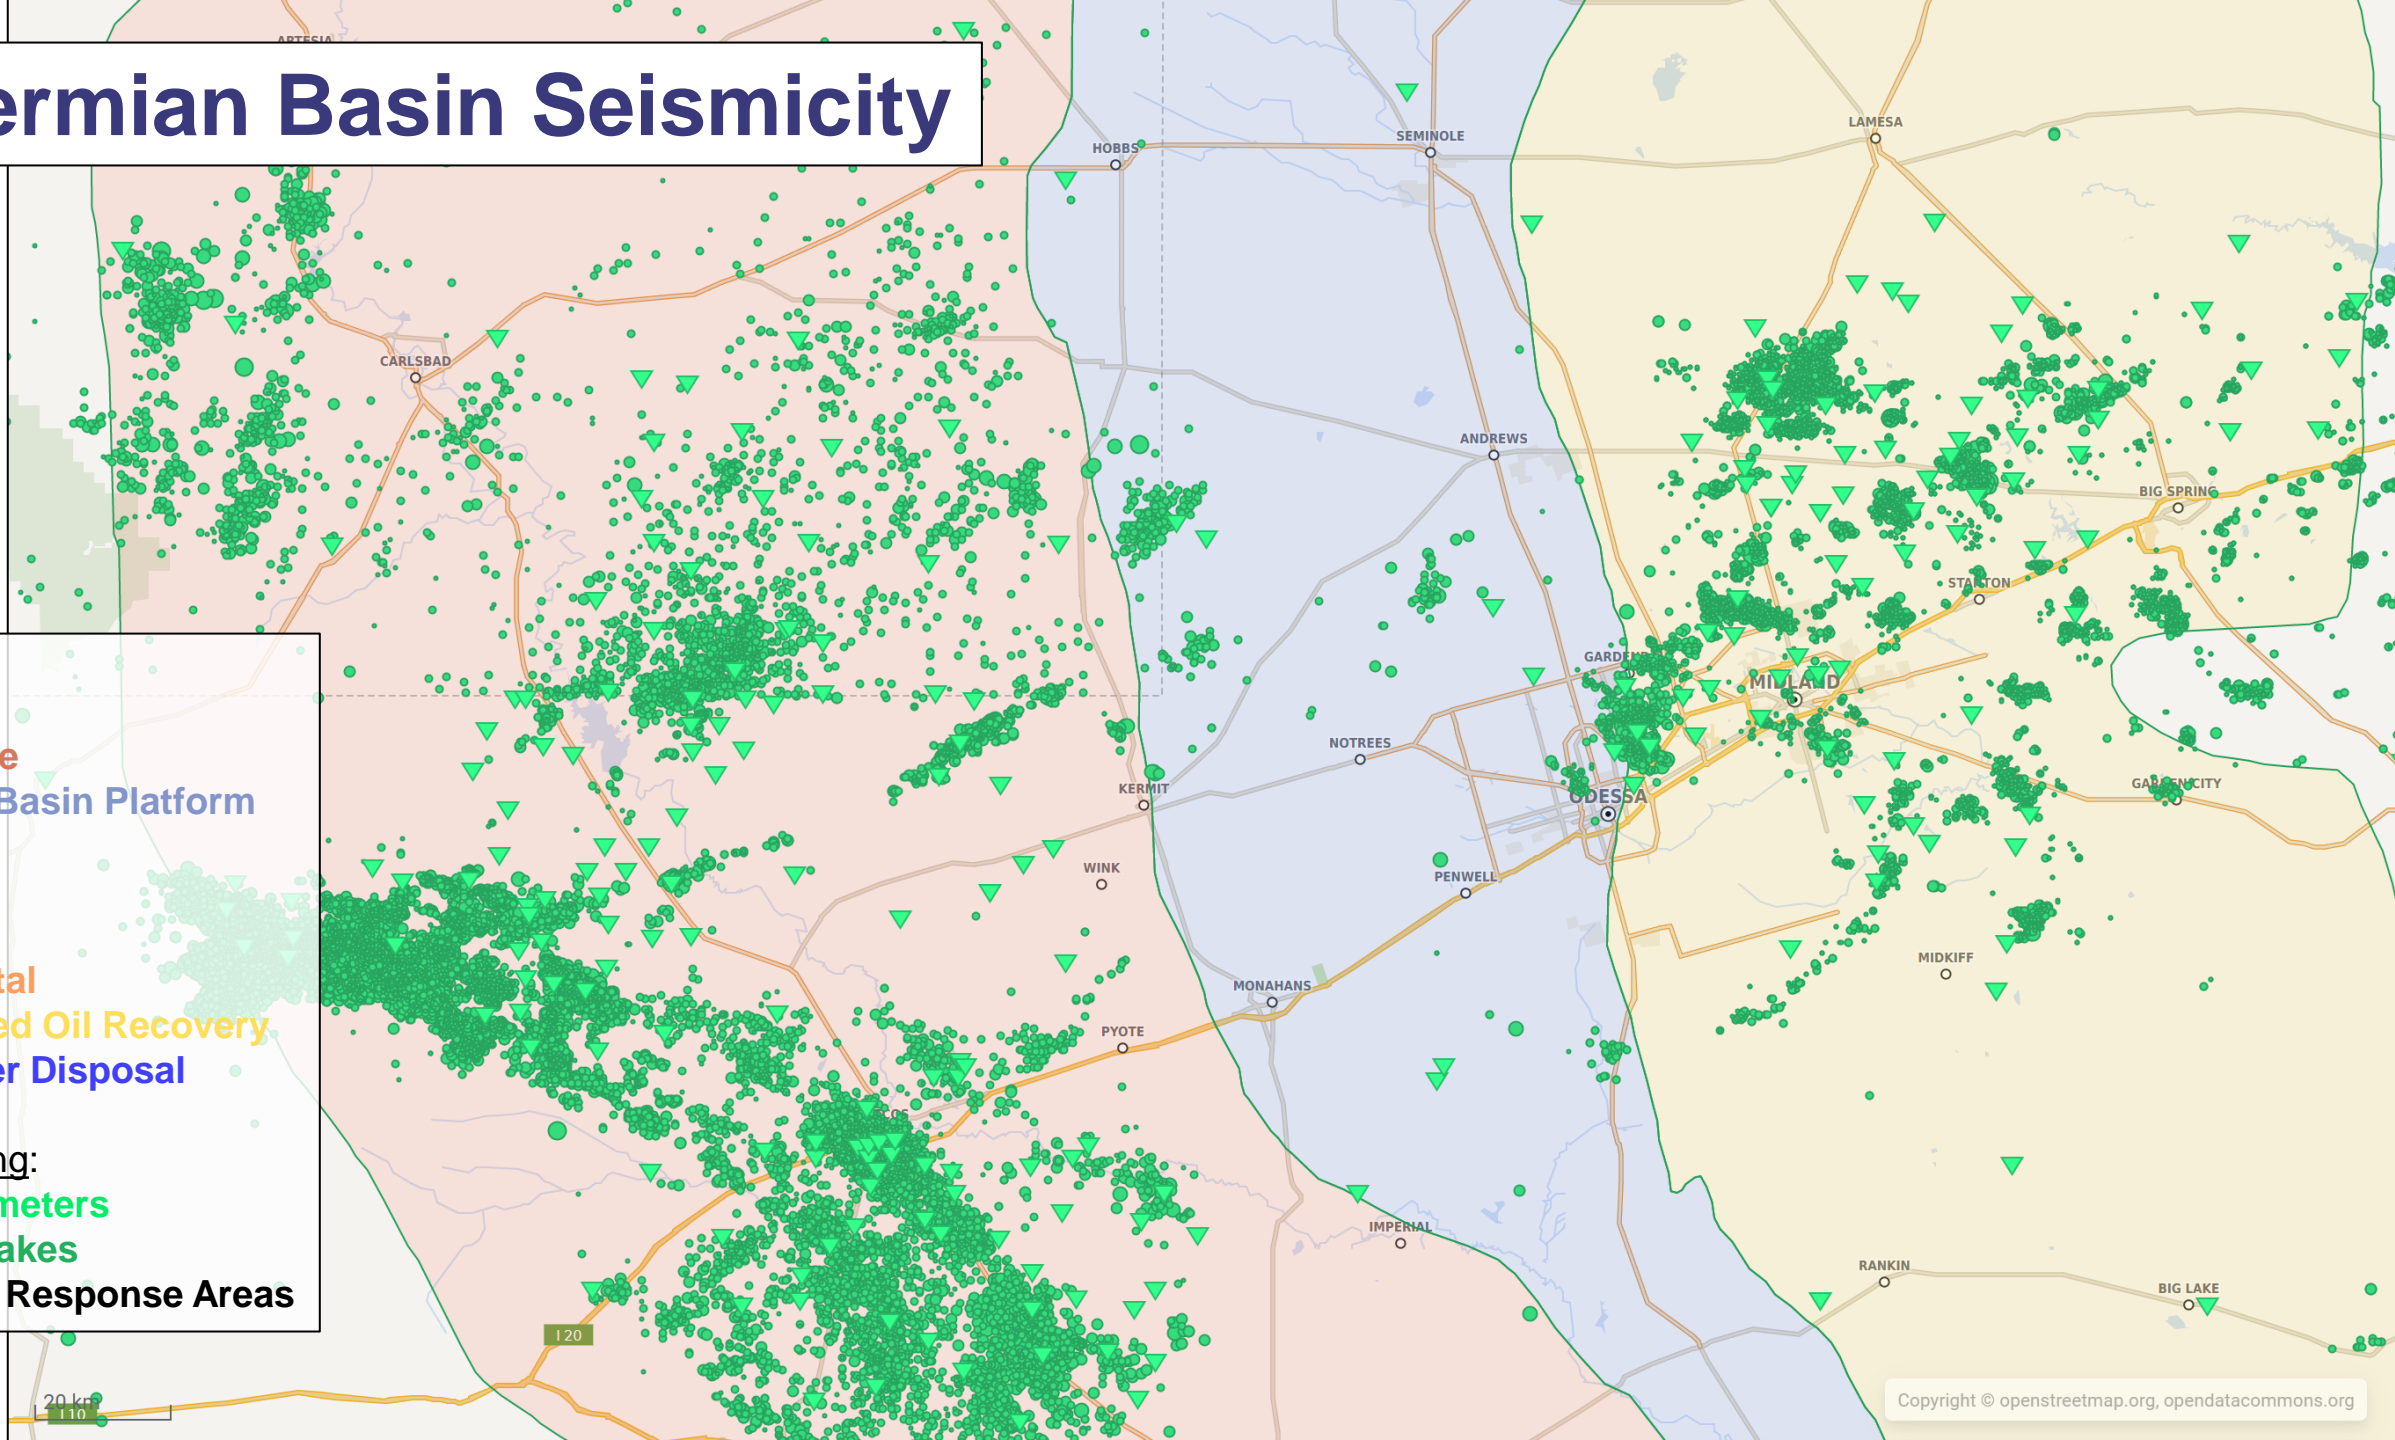 ARTESIA
ermian Basin Seismicity
LAMESA
SEMINOLE
HOBBS
CARLSBAD
ANDREWS
BIG SPRING
STANTON
GARDEND
MIDLAND
NOTREES
e
Basin Platform
KERMIT
GARDEN CITY
ODESSA
WINK
PENWELL
MIDKIFF
tal
MONAHANS
ed Oil Recovery
PYOTE
er Disposal
COS
ng:
meters
akes
IMPERIAL
RANKIN
Response Areas
BIG LAKE
I 20
20 km
I 10
Copyright © openstreetmap.org, opendatacommons.org